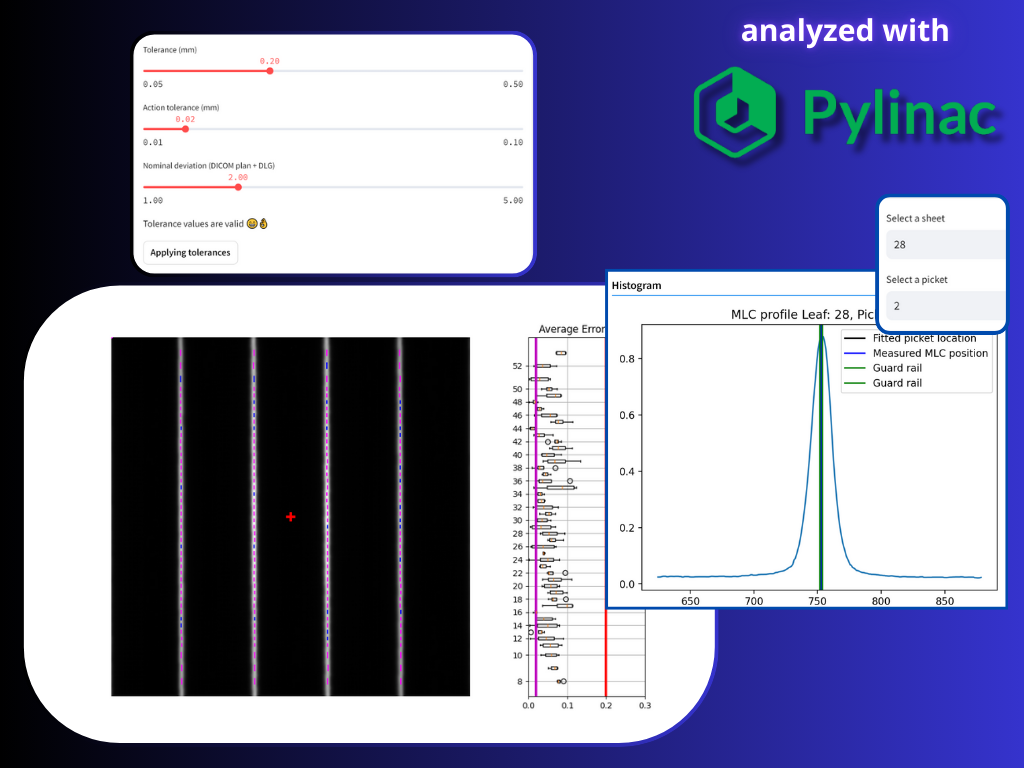 analyzed with
Pylinac
Tolerance (mm)
0.20
0.05 0.50
Action tolerance (mm)
0.02
0.01 0.10
Nominal deviation (DICOM plan + DLG)
2.00
1.00 5.00
Tolerance values are valid 😄👌
Applying tolerances
Select a sheet
28
Select a picket
2
Histogram
MLC profile Leaf: 28, Pic
Fitted picket location
Measured MLC position
Guard rail
Guard rail
0.8
0.6
0.4
0.2
0.0
650 700 750 800 850
Average Error
52
50
48
46
44
42
40
38
36
34
32
30
28
26
24
22
20
18
16
14
12
10
8
0.0 0.1 0.2 0.3